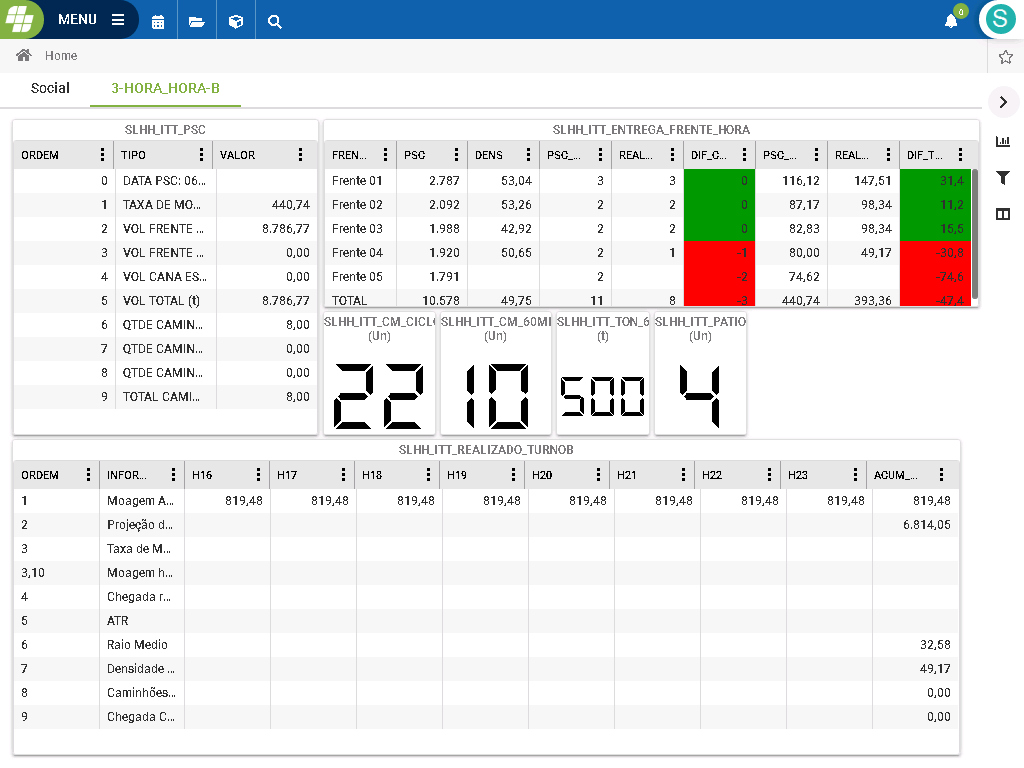 MENU
0
S
Home
Social 3-HORA_HORA-B
SLHH_ITT_PSC
ORDEM TIPO VALOR
0 DATA PSC: 06...
1 TAXA DE MO... 440,74
2 VOL FRENTE ... 8.786,77
3 VOL FRENTE ... 0,00
4 VOL CANA ES... 0,00
5 VOL TOTAL (t) 8.786,77
6 QTDE CAMIN... 8,00
7 QTDE CAMIN... 0,00
8 QTDE CAMIN... 0,00
9 TOTAL CAMI... 8,00
SLHH_ITT_ENTREGA_FRENTE_HORA
FREN... PSC DENS PSC_... REAL... DIF_C... PSC_... REAL... DIF_T...
Frente 01 2.787 53,04 3 3 0 116,12 147,51 31,4
Frente 02 2.092 53,26 2 2 0 87,17 98,34 11,2
Frente 03 1.988 42,92 2 2 0 82,83 98,34 15,5
Frente 04 1.920 50,65 2 1 -1 80,00 49,17 -30,8
Frente 05 1.791 2 -2 74,62 -74,6
TOTAL 10.578 49,75 11 8 -3 440,74 393,36 -47,4
SLHH_ITT_CM_CICL SLHH_ITT_CM_60MI SLHH_ITT_TON_6 SLHH_ITT_PATIO
(Un) (Un) (t) (Un)
22 10 500 4
SLHH_ITT_REALIZADO_TURNOB
ORDEM INFOR... H16 H17 H18 H19 H20 H21 H22 H23 ACUM_...
1 Moagem A... 819,48 819,48 819,48 819,48 819,48 819,48 819,48 819,48 819,48
2 Projeção d... 6.814,05
3 Taxa de M...
3,10 Moagem h...
4 Chegada r...
5 ATR
6 Raio Medio 32,58
7 Densidade ... 49,17
8 Caminhões... 0,00
9 Chegada C... 0,00